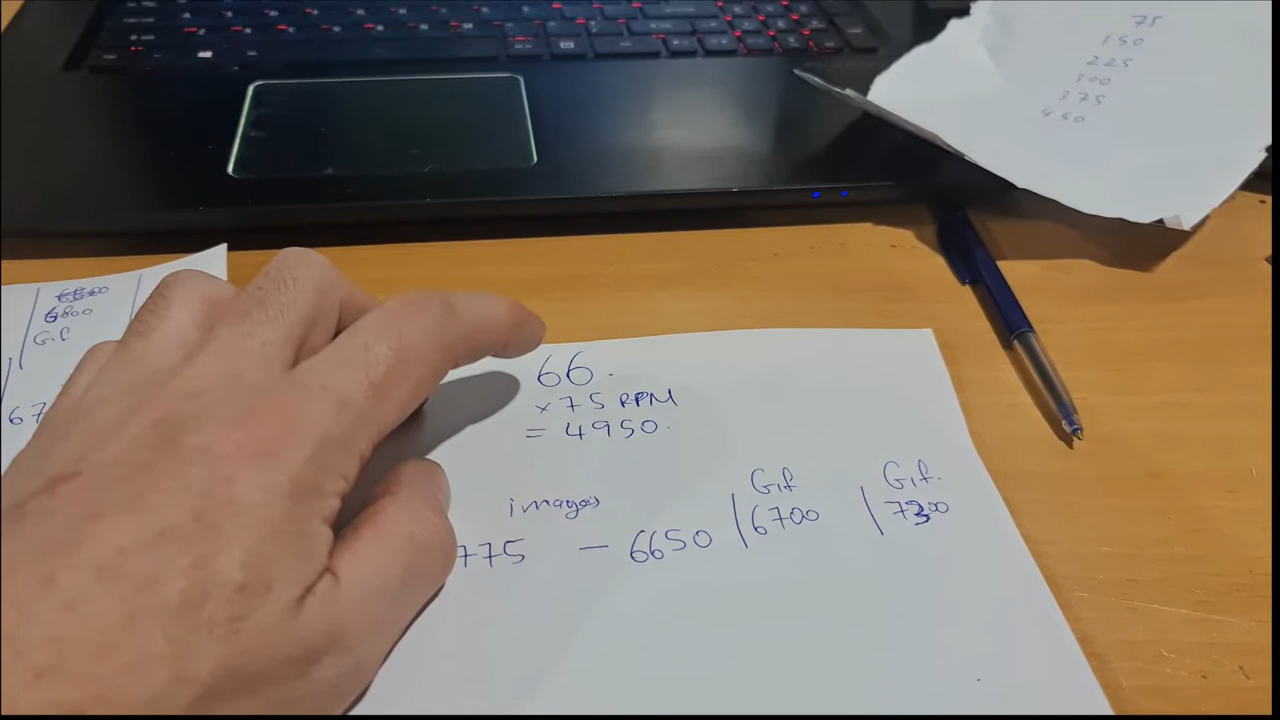 75
150
225
300
375
450
6800
Gif
67
66.
x 75 RPM
= 4950.
images
Gif
Gif.
775 – 6650 | 6700 | 7300